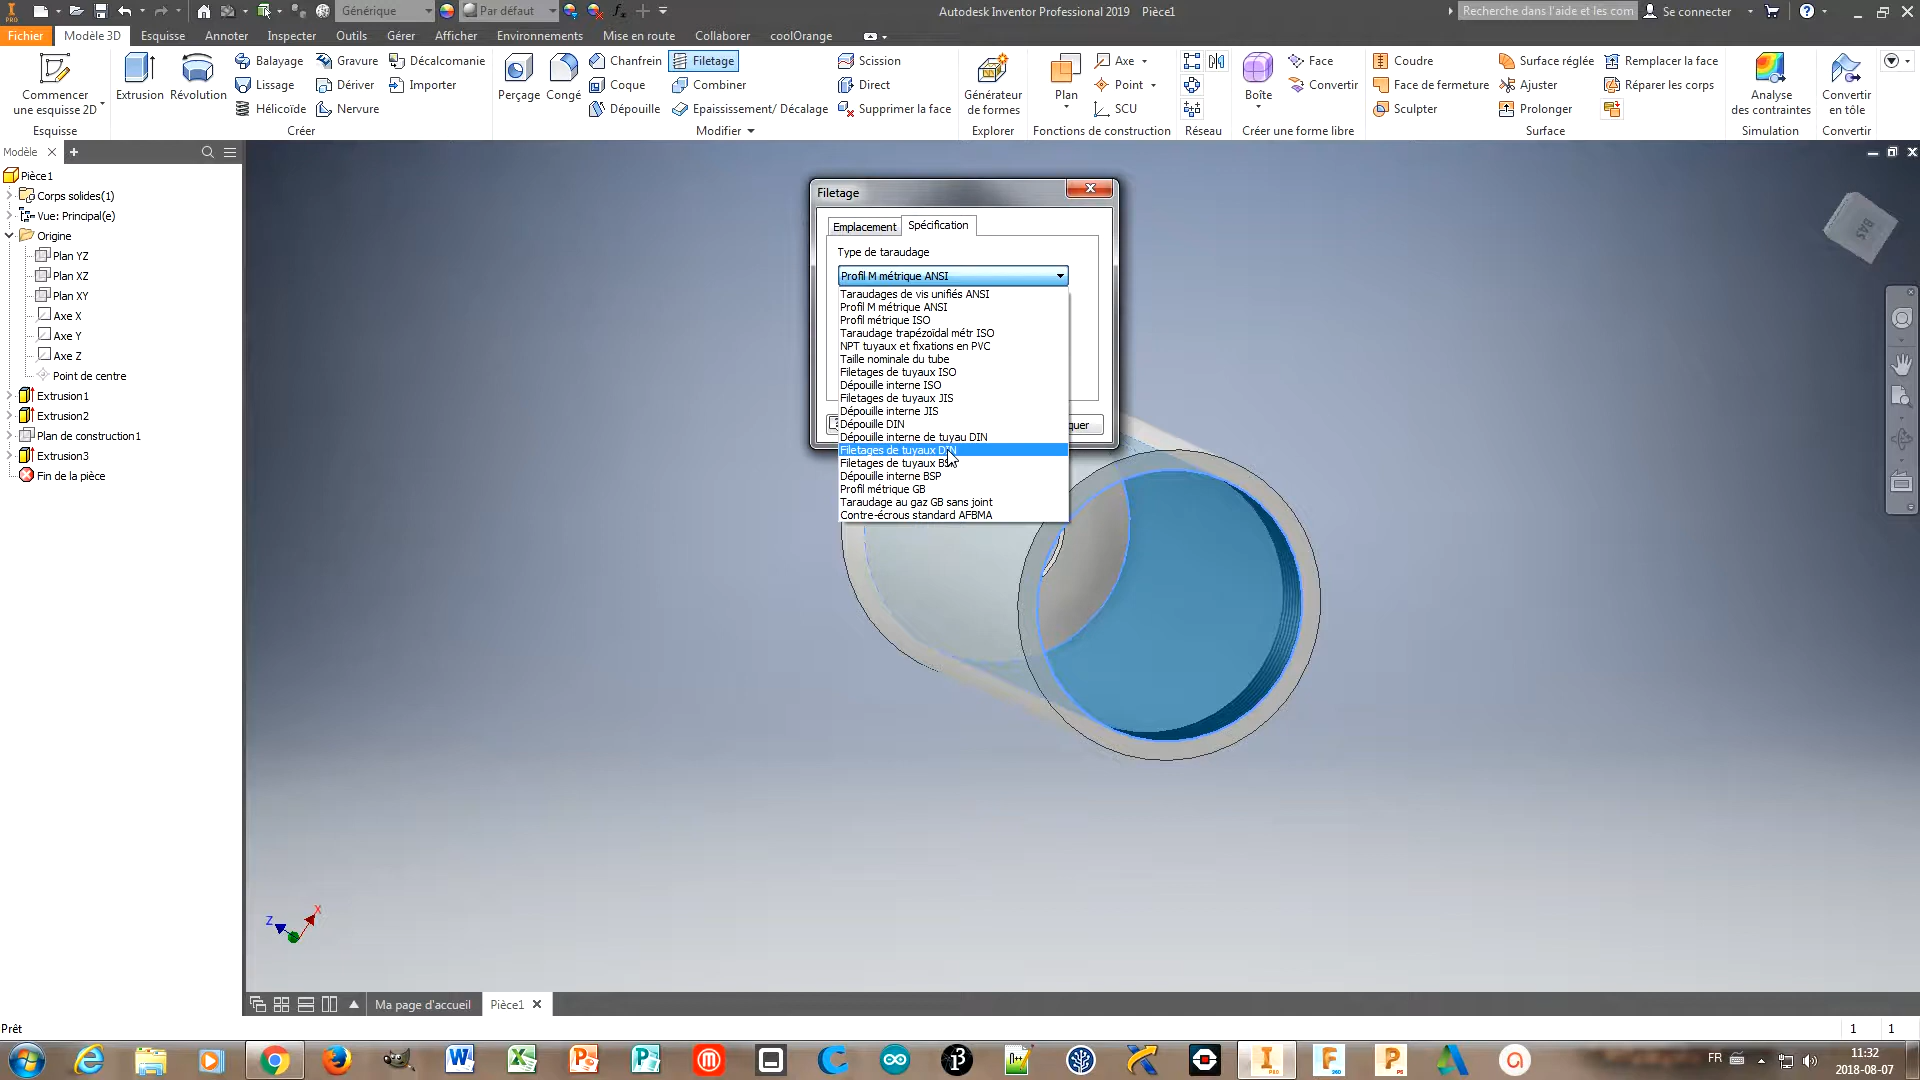 Générique
Par défaut
Autodesk Inventor Professional 2019 Pièce1
Recherche dans l'aide et les com
Se connecter
Fichier Modèle 3D Esquisse Annoter Inspecter Outils Gérer Afficher Environnements Mise en route Collaborer coolOrange
Commencer
une esquisse 2D
Esquisse
Extrusion
Révolution
Balayage
Lissage
Hélicoïde
Gravure
Dériver
Nervure
Décalcomanie
Importer
Créer
Perçage
Congé
Chanfrein
Coque
Dépouille
Filetage
Combiner
Epaississement/ Décalage
Scission
Direct
Supprimer la face
Modifier
Générateur
de formes
Explorer
Plan
Axe
Point
SCU
Fonctions de construction
Réseau
Boîte
Face
Convertir
Créer une forme libre
Coudre
Face de fermeture
Sculpter
Surface réglée
Ajuster
Prolonger
Remplacer la face
Réparer les corps
Surface
Analyse
des contraintes
Simulation
Convertir
en tôle
Convertir
Modèle
Pièce1
Corps solides(1)
Vue: Principal(e)
Origine
Plan YZ
Plan XZ
Plan XY
Axe X
Axe Y
Axe Z
Point de centre
Extrusion1
Extrusion2
Plan de construction1
Extrusion3
Fin de la pièce
Filetage
Emplacement Spécification
Type de taraudage
Profil M métrique ANSI
Taraudages de vis unifiés ANSI
Profil M métrique ANSI
Profil métrique ISO
Taraudage trapézoïdal métr ISO
NPT tuyaux et fixations en PVC
Taille nominale du tube
Filetages de tuyaux ISO
Dépouille interne ISO
Filetages de tuyaux JIS
Dépouille interne JIS
Dépouille DIN
Dépouille interne de tuyau DIN
Filetages de tuyaux DIN
Filetages de tuyaux BSP
Dépouille interne BSP
Profil métrique GB
Taraudage au gaz GB sans joint
Contre-écrous standard AFBMA
quer
BAS
Z
X
Ma page d'accueil
Pièce1
Prêt
1 1
FR
11:32
2018-08-07